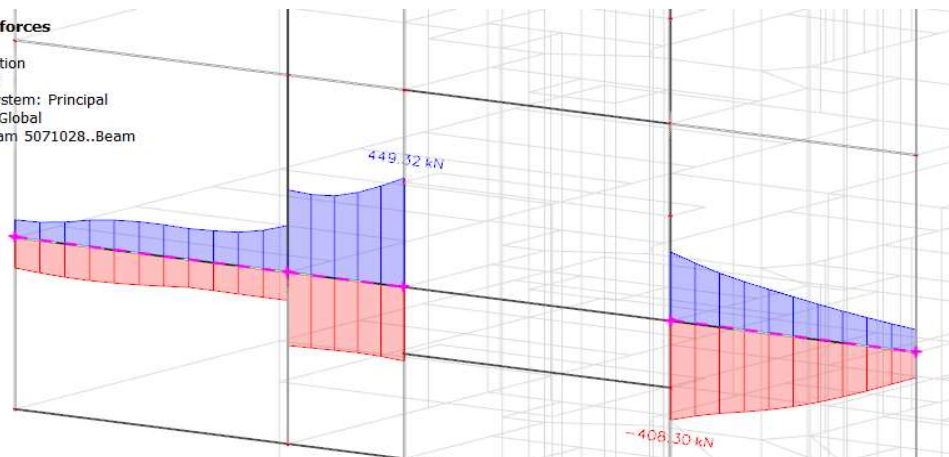 forces
tion
stem: Principal
Global
am 5071028..Beam
449.32 kN
-408.30 kN